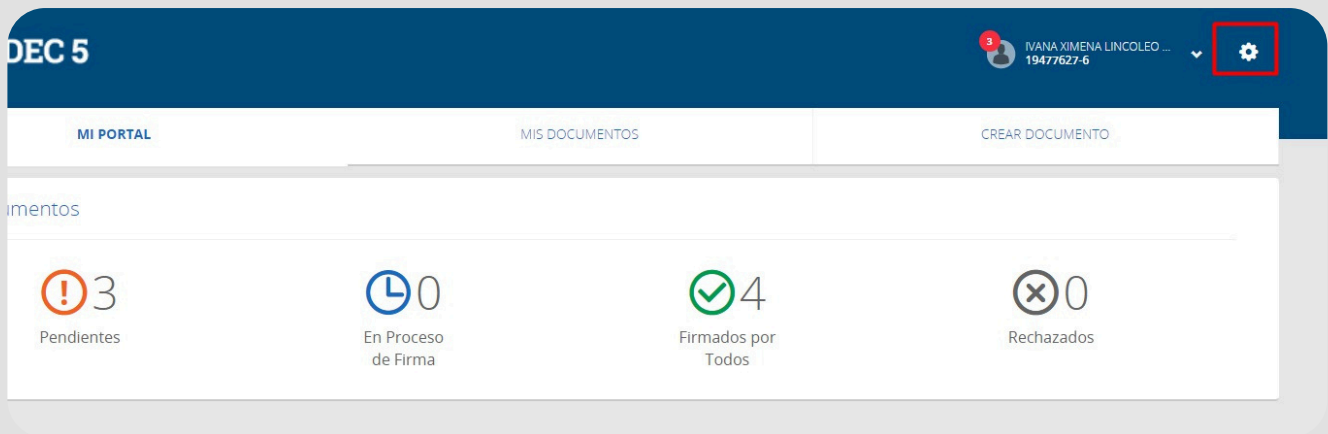 DEC 5
3
IVANA XIMENA LINCOLEO ...
19477627-6
MI PORTAL
MIS DOCUMENTOS
CREAR DOCUMENTO
umentos
3
Pendientes
0
En Proceso
de Firma
4
Firmados por
Todos
0
Rechazados